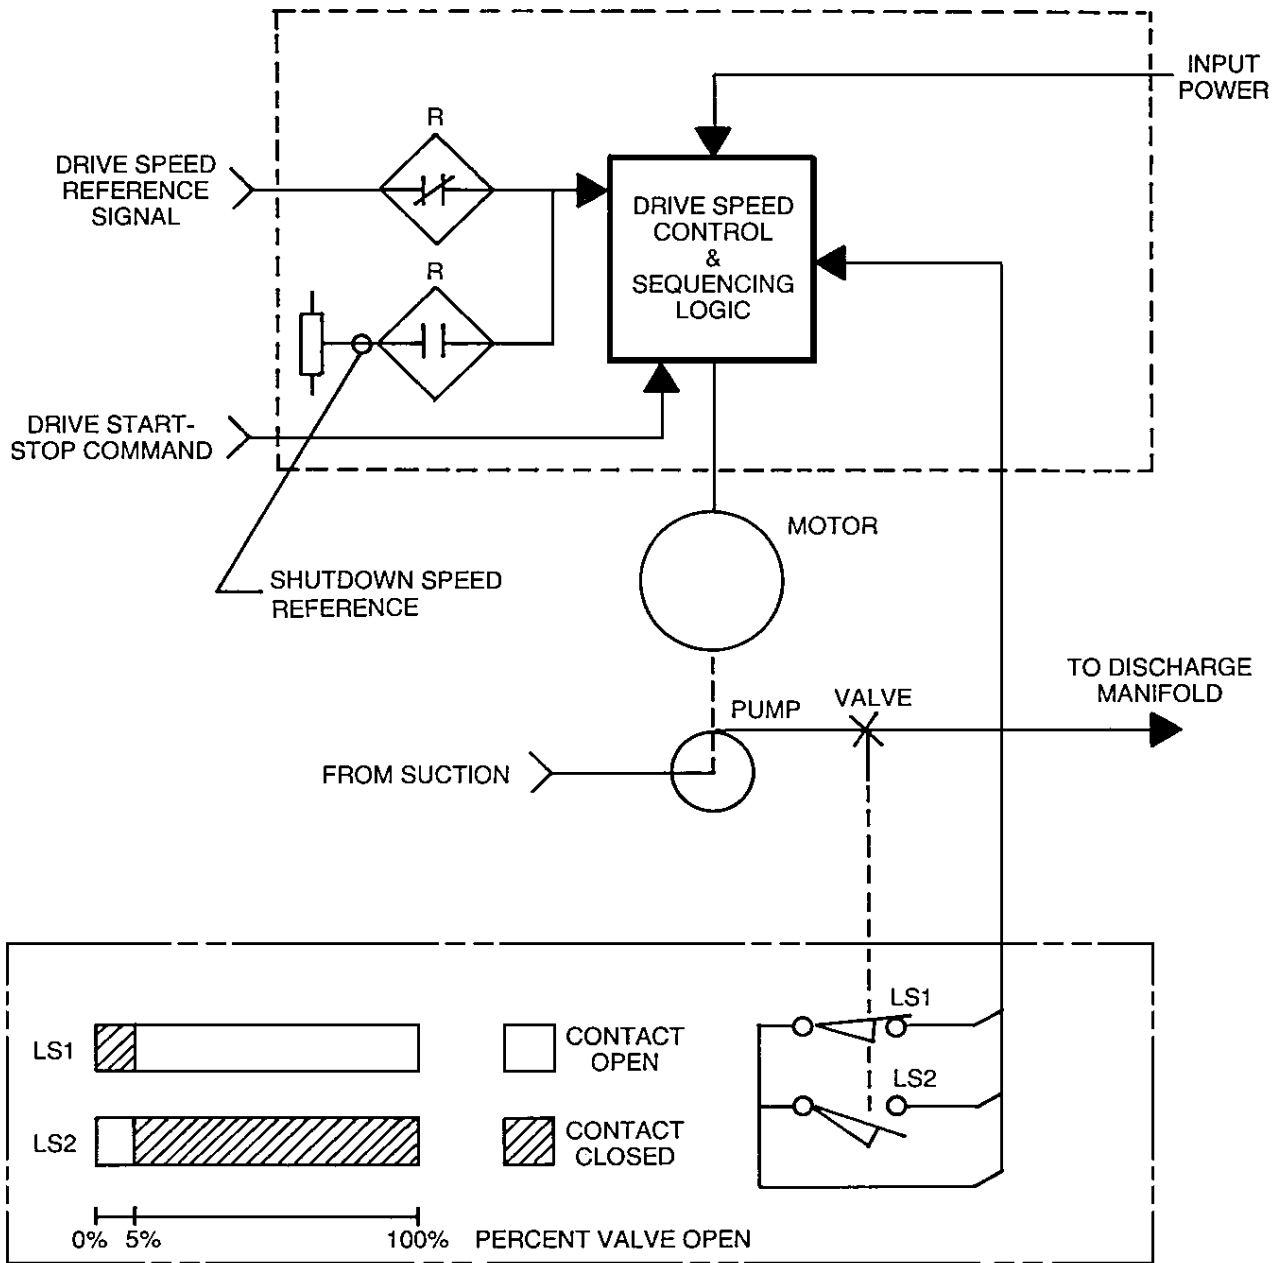 INPUT
POWER
R
DRIVE SPEED
REFERENCE
SIGNAL
DRIVE SPEED
CONTROL
&
SEQUENCING
LOGIC
R
DRIVE START-
STOP COMMAND
MOTOR
SHUTDOWN SPEED
REFERENCE
TO DISCHARGE
MANIFOLD
PUMP
VALVE
FROM SUCTION
LS1
CONTACT
OPEN
LS1
LS2
CONTACT
CLOSED
LS2
0% 5% 100% PERCENT VALVE OPEN